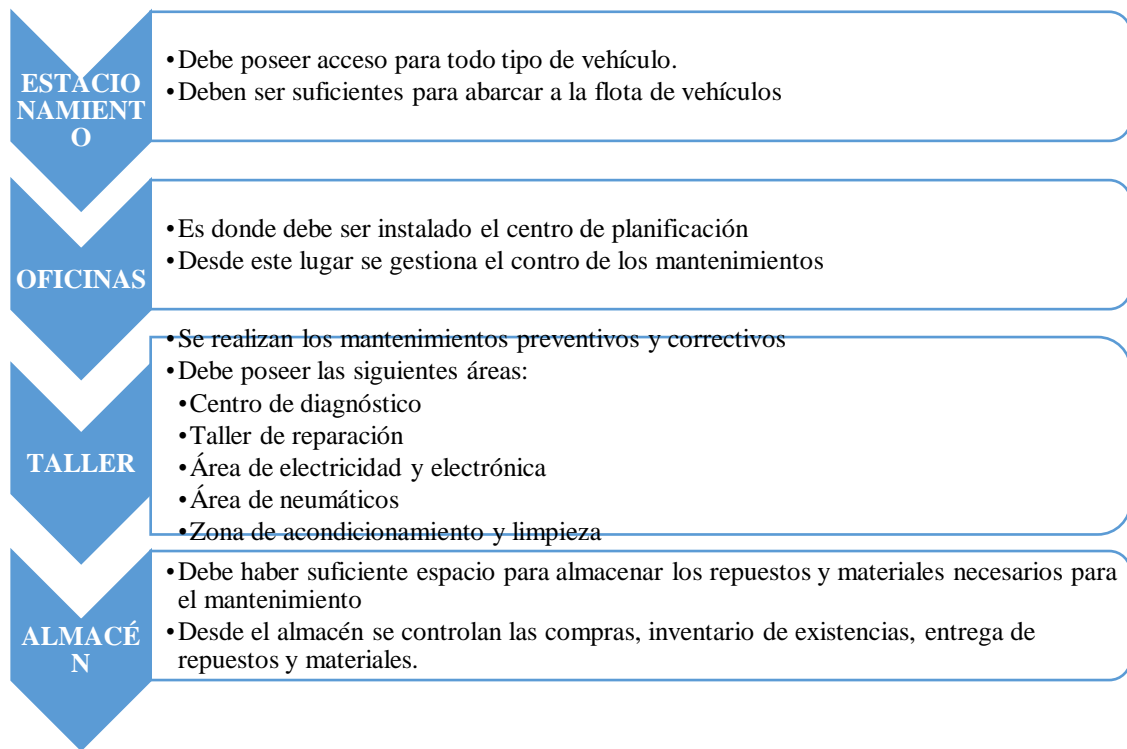 ESTACIO
NAMIENT
O
•Debe poseer acceso para todo tipo de vehículo.
•Deben ser suficientes para abarcar a la flota de vehículos
OFICINAS
•Es donde debe ser instalado el centro de planificación
•Desde este lugar se gestiona el contro de los mantenimientos
TALLER
•Se realizan los mantenimientos preventivos y correctivos
•Debe poseer las siguientes áreas:
•Centro de diagnóstico
•Taller de reparación
•Área de electricidad y electrónica
•Área de neumáticos
•Zona de acondicionamiento y limpieza
ALMACÉ
N
•Debe haber suficiente espacio para almacenar los repuestos y materiales necesarios para
el mantenimiento
•Desde el almacén se controlan las compras, inventario de existencias, entrega de
repuestos y materiales.